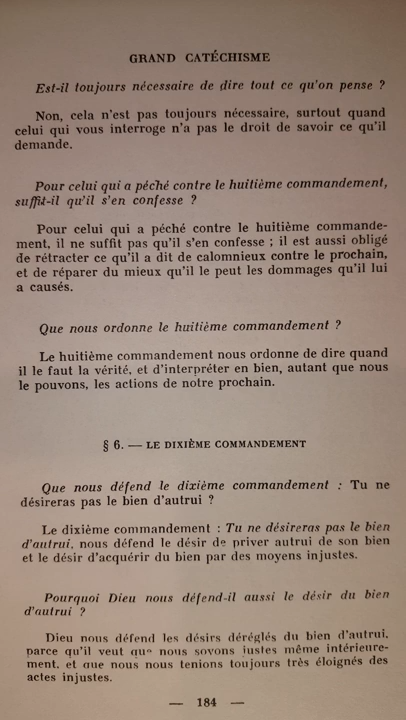 GRAND CATÉCHISME
Est-il toujours nécessaire de dire tout ce qu'on pense ?
Non, cela n'est pas toujours nécessaire, surtout quand
celui qui vous interroge n'a pas le droit de savoir ce qu'il
demande.
Pour celui qui a péché contre le huitième commandement,
suffit-il qu'il s'en confesse ?
Pour celui qui a péché contre le huitième commande-
ment, il ne suffit pas qu'il s'en confesse ; il est aussi obligé
de rétracter ce qu'il a dit de calomnieux contre le prochain,
et de réparer du mieux qu'il le peut les dommages qu'il lui
a causés.
Que nous ordonne le huitième commandement ?
Le huitième commandement nous ordonne de dire quand
il le faut la vérité, et d'interpréter en bien, autant que nous
le pouvons, les actions de notre prochain.
§ 6. — LE DIXIÈME COMMANDEMENT
Que nous défend le dixième commandement : Tu ne
désireras pas le bien d'autrui ?
Le dixième commandement : Tu ne désireras pas le bien
d'autrui, nous défend le désir de priver autrui de son bien
et le désir d'acquérir du bien par des moyens injustes.
Pourquoi Dieu nous défend-il aussi le désir du bien
d'autrui ?
Dieu nous défend les désirs déréglés du bien d'autrui,
parce qu'il veut que nous soyons justes même intérieure-
ment, et que nous nous tenions toujours très éloignés des
actes injustes.
— 184 —